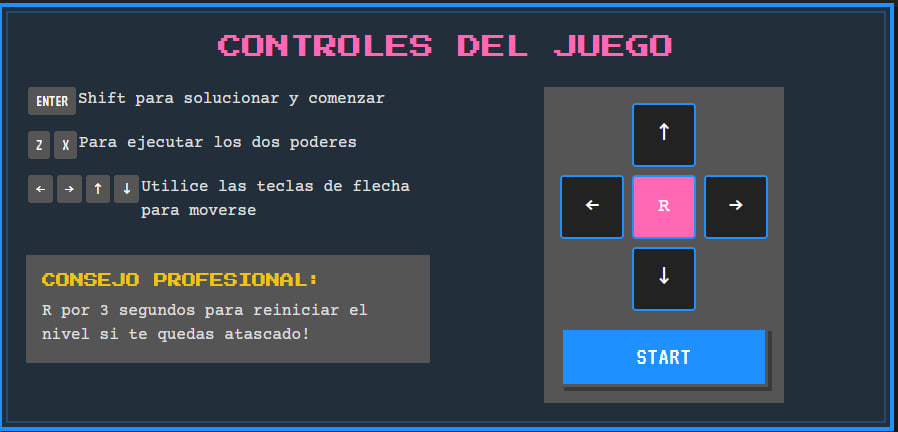 CONTROLES DEL JUEGO
ENTER Shift para solucionar y comenzar
Z X Para ejecutar los dos poderes
← → ↑ ↓ Utilice las teclas de flecha
para moverse
CONSEJO PROFESIONAL:
R por 3 segundos para reiniciar el
nivel si te quedas atascado!
↑
← R →
↓
START